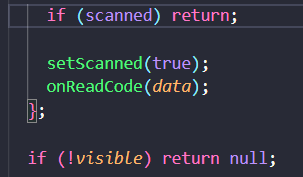 if (scanned) return;
setScanned(true);
onReadCode(data);
};
if (!visible) return null;